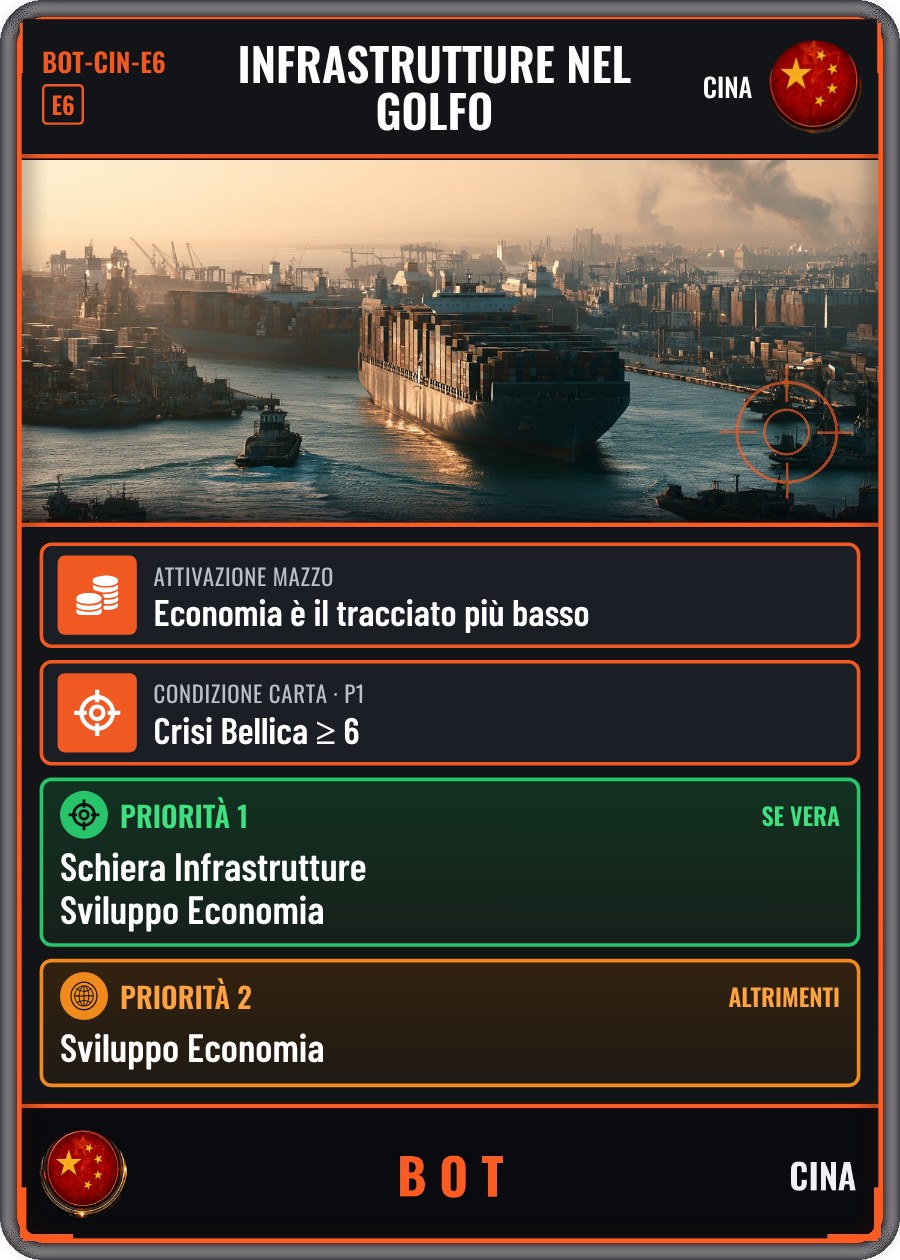 BOT-CIN-E6
E6
INFRASTRUTTURE NEL
GOLFO
CINA
ATTIVAZIONE MAZZO
Economia è il tracciato più basso
CONDIZIONE CARTA · P1
Crisi Bellica ≥ 6
PRIORITÀ 1
SE VERA
Schiera Infrastrutture
Sviluppo Economia
PRIORITÀ 2
ALTRIMENTI
Sviluppo Economia
BOT
CINA